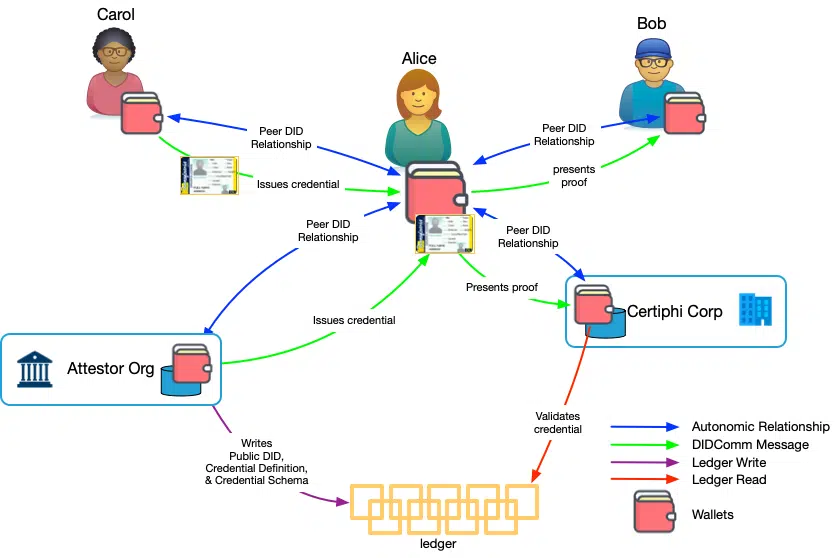 Carol
Bob
Alice
Peer DID
Relationship
Peer DID
Relationship
Issues credential
presents
proof
Peer DID
Relationship
Peer DID
Relationship
Presents proof
Issues credential
Certiphi Corp
Attestor Org
Writes
Public DID,
Credential Definition,
& Credential Schema
Validates
credential
Autonomic Relationship
DIDComm Message
Ledger Write
Ledger Read
Wallets
ledger